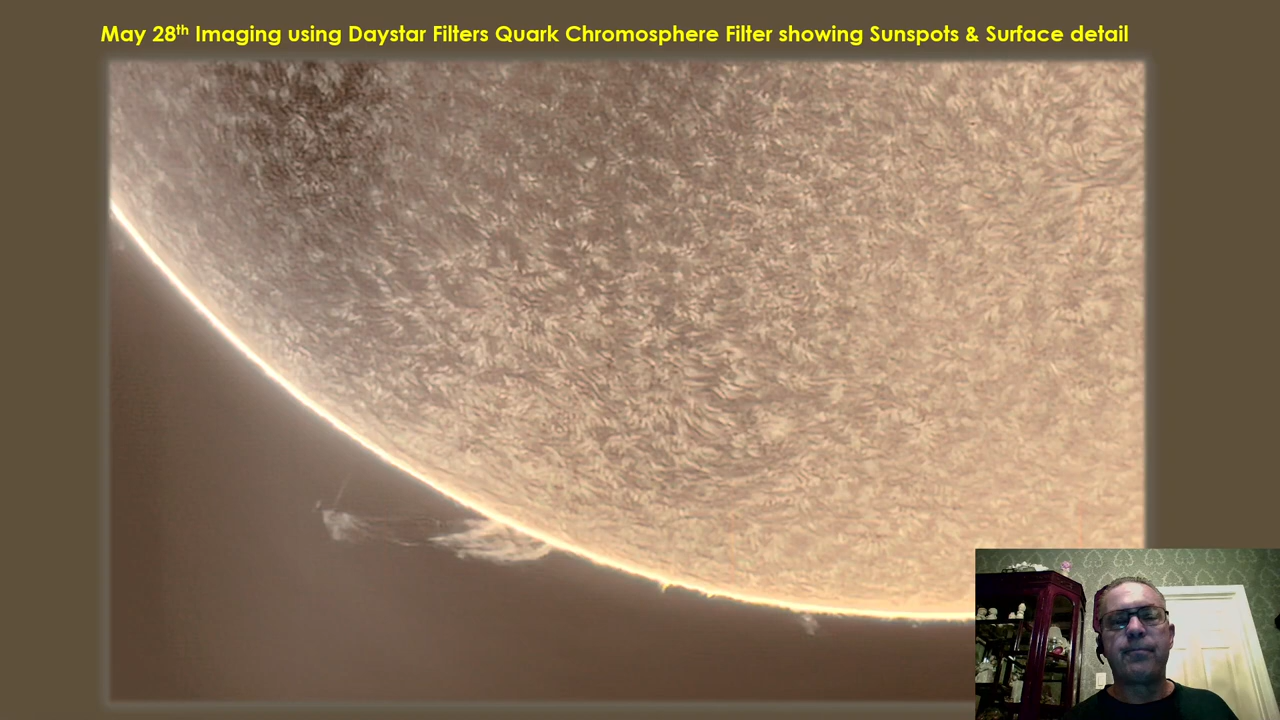 May 28th Imaging using Daystar Filters Quark Chromosphere Filter showing Sunspots & Surface detail